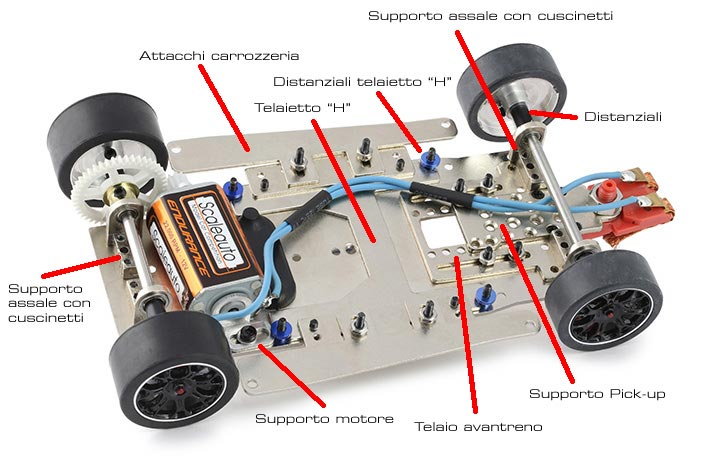 Supporto assale con cuscinetti
Attacchi carrozzeria
Distanziali telaietto “H”
Telaietto “H”
Distanziali
Scaleauto
ENDURANCE
Scaleauto
Supporto
assale con
cuscinetti
Supporto Pick-up
Supporto motore
Telaio avantreno